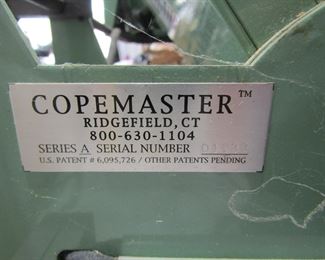 COPEMASTER™
RIDGEFIELD, CT
800-630-1104
SERIES A SERIAL NUMBER
U.S. PATENT # 6,095,726 / OTHER PATENTS PENDING